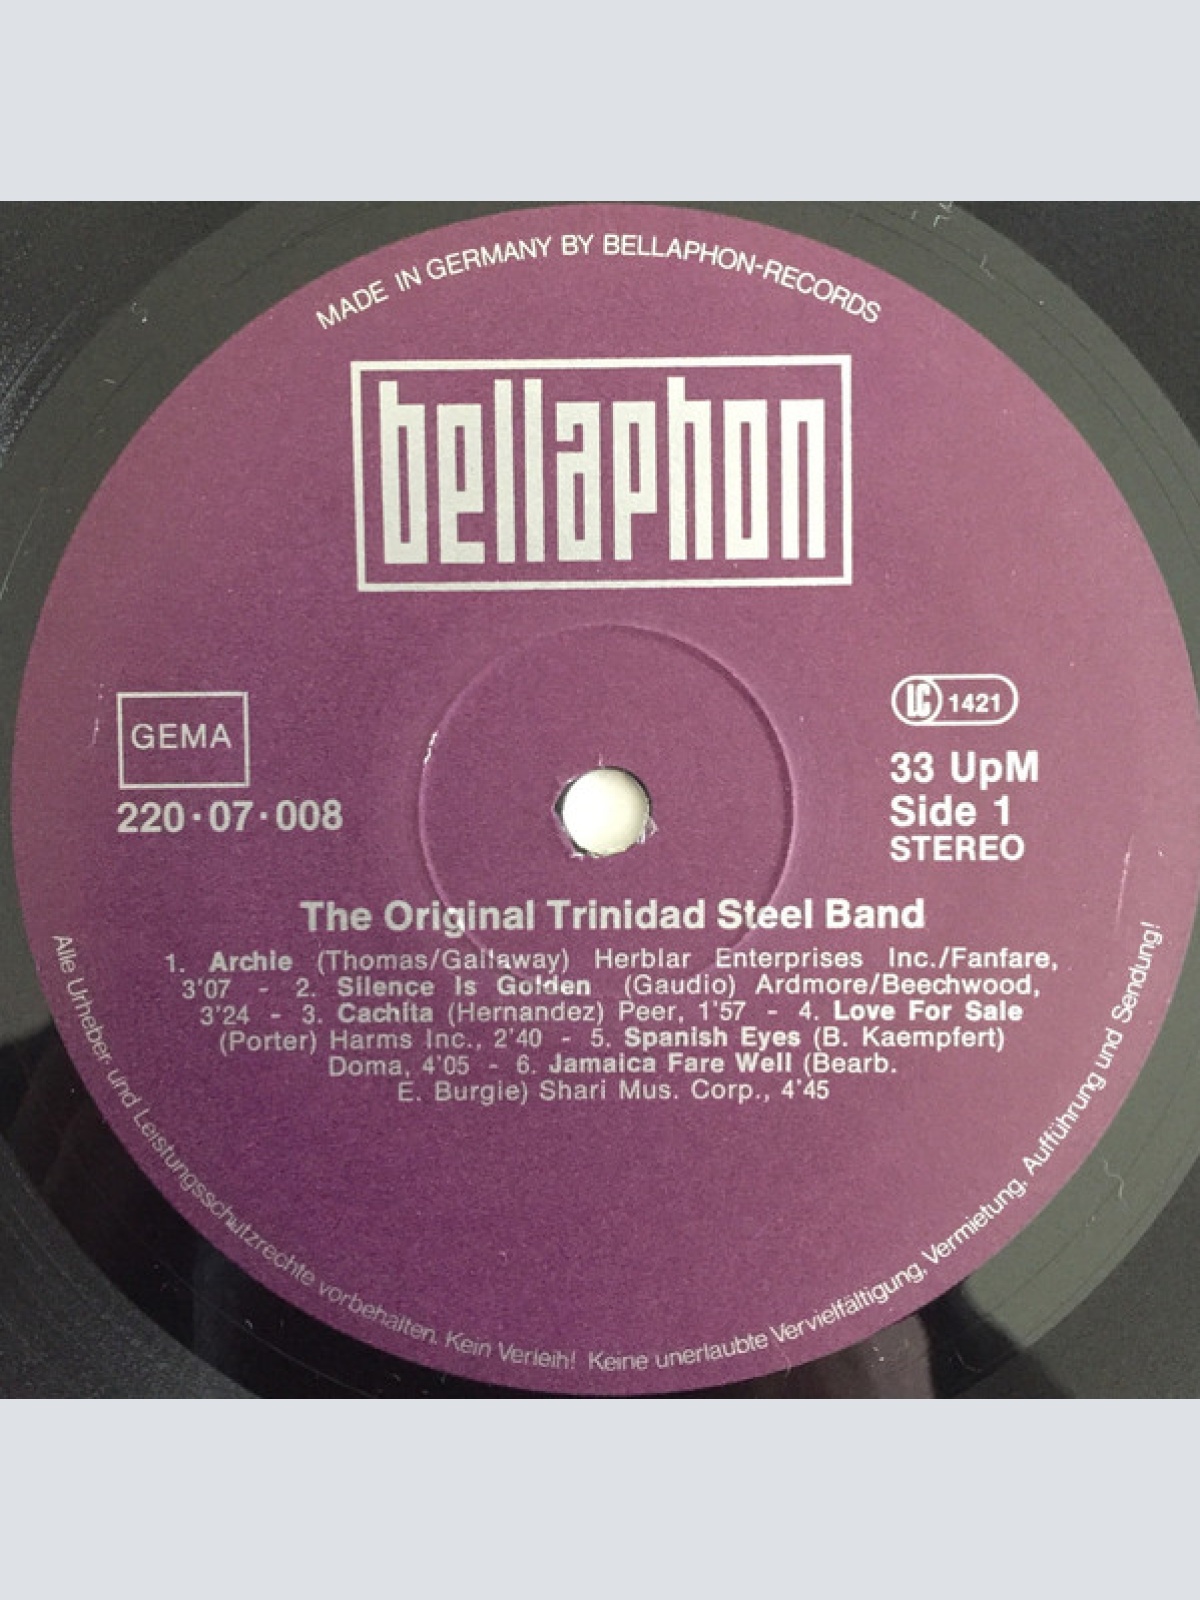 MADE IN GERMANY BY BELLAPHON-RECORDS
bellaphon
GEMA
220·07·008
LC 1421
33 UpM
Side 1
STEREO
The Original Trinidad Steel Band
1. Archie (Thomas/Gallaway) Herblar Enterprises Inc./Fanfare,
3'07 - 2. Silence Is Golden (Gaudio) Ardmore/Beechwood,
3'24 - 3. Cachita (Hernandez) Peer, 1'57 - 4. Love For Sale
(Porter) Harms Inc., 2'40 - 5. Spanish Eyes (B. Kaempfert)
Doma, 4'05 - 6. Jamaica Fare Well (Bearb.
E. Burgie) Shari Mus. Corp., 4'45
Alle Urheber- und Leistungsschutzrechte vorbehalten. Kein Verleih! Keine unerlaubte Vervielfältigung, Vermietung, Aufführung und Sendung!